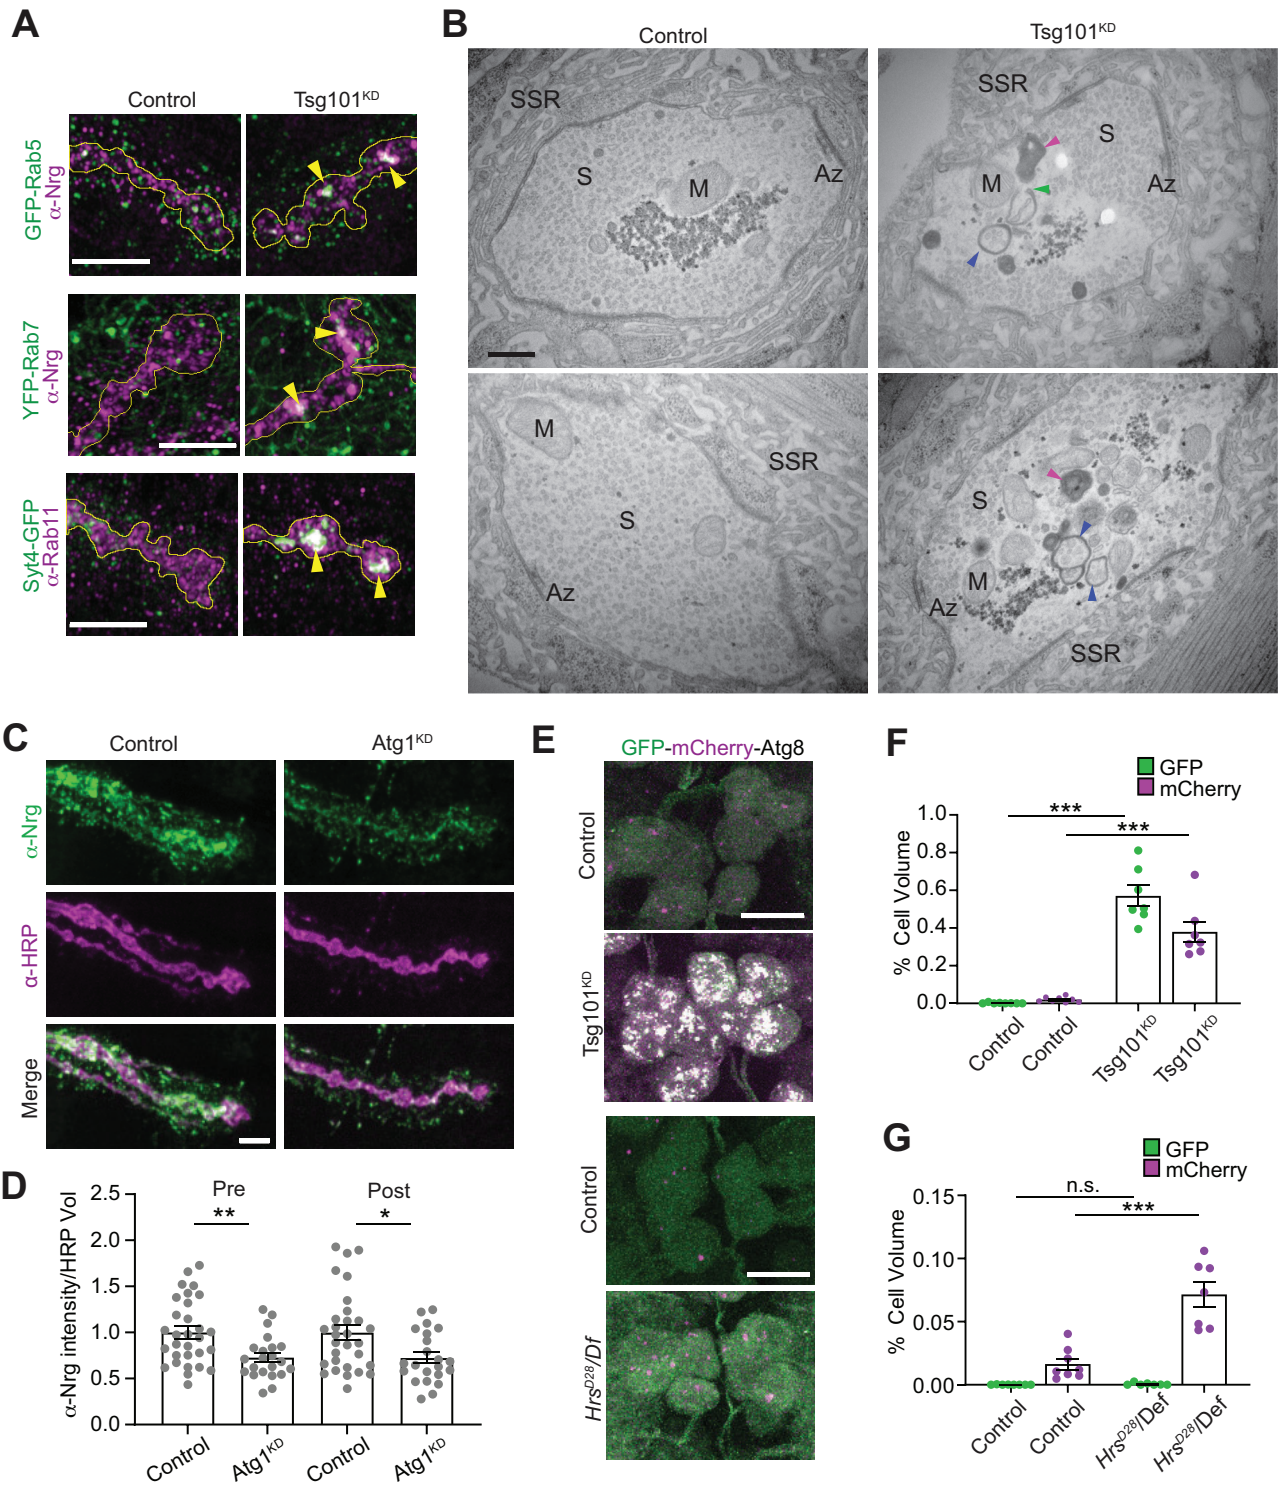 A
Control
Tsg101KD
GFP-Rab5
α-Nrg
YFP-Rab7
α-Nrg
Syt4-GFP
α-Rab11
B
Control
Tsg101KD
SSR
S
M
Az
SSR
S
M
Az
M
SSR
S
Az
S
M
Az
SSR
C
Control
Atg1KD
α-Nrg
α-HRP
Merge
D
α-Nrg intensity/HRP Vol
2.5
2.0
1.5
1.0
0.5
0.0
Pre
Post
**
*
Control
Atg1KD
Control
Atg1KD
E
GFP-mCherry-Atg8
Control
Tsg101KD
Control
HrsD28/Df
F
GFP
mCherry
% Cell Volume
1.0
0.8
0.6
0.4
0.2
0.0
***
***
Control
Control
Tsg101KD
Tsg101KD
G
GFP
mCherry
% Cell Volume
0.15
0.10
0.05
0.00
n.s.
***
Control
Control
HrsD28/Def
HrsD28/Def